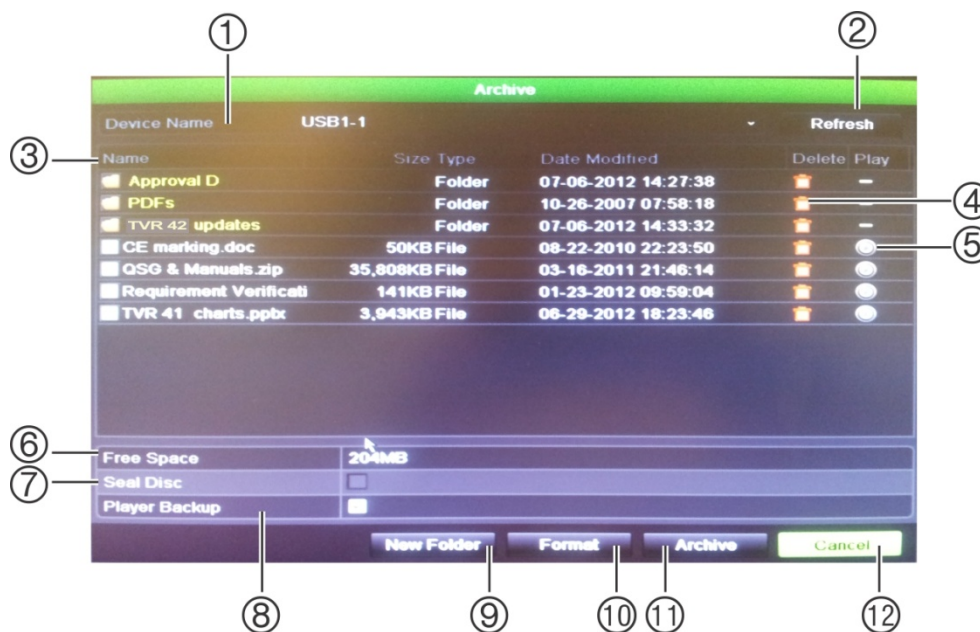 ① ②
Archive
Device Name USB1-1 Refresh
③ Name Size Type Date Modified Delete Play
Approval D Folder 07-06-2012 14:27:38
PDFs Folder 10-26-2007 07:58:18 ④
TVR 42 updates Folder 07-06-2012 14:33:32
CE marking.doc 50KB File 08-22-2010 22:23:50 ⑤
QSG & Manuals.zip 35,808KB File 03-16-2011 21:46:14
Requirement Verificati 141KB File 01-23-2012 09:59:04
TVR 41 charts.pptx 3,943KB File 06-29-2012 18:23:46
⑥ Free Space 204MB
⑦ Seal Disc
Player Backup
New Folder Format Archive Cancel
⑧ ⑨ ⑩ ⑪ ⑫